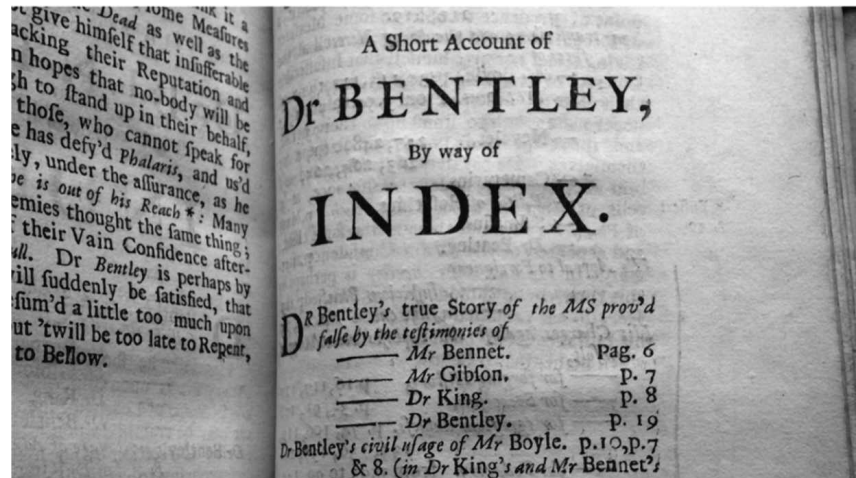 nk it a
ome Measures
Dead as well as the
t give himself that insufferable
acking their Reputation and
n hopes that no-body will be
gh to ſtand up in their behalf,
thoſe, who cannot ſpeak for
e has defy'd Phalaris, and us'd
ly, under the aſſurance, as he
e is out of his Reach *: Many
emies thought the ſame thing;
f their Vain Confidence after-
all. Dr Bentley is perhaps by
ill ſuddenly be ſatisfied, that
ſum'd a little too much upon
ut 'twill be too late to Repent,
to Bellow.
A Short Account of
Dr BENTLEY,
By way of
INDEX.
DR Bentley's true Story of the MS prov'd
falſe by the teſtimonies of
—— Mr Bennet. Pag. 6
—— Mr Gibſon. —— p. 7
—— Dr King. —— p. 8
—— Dr Bentley. p. 19
Dr Bentley's civil uſage of Mr Boyle. p.10,p.7
& 8. (in Dr King's and Mr Bennet's